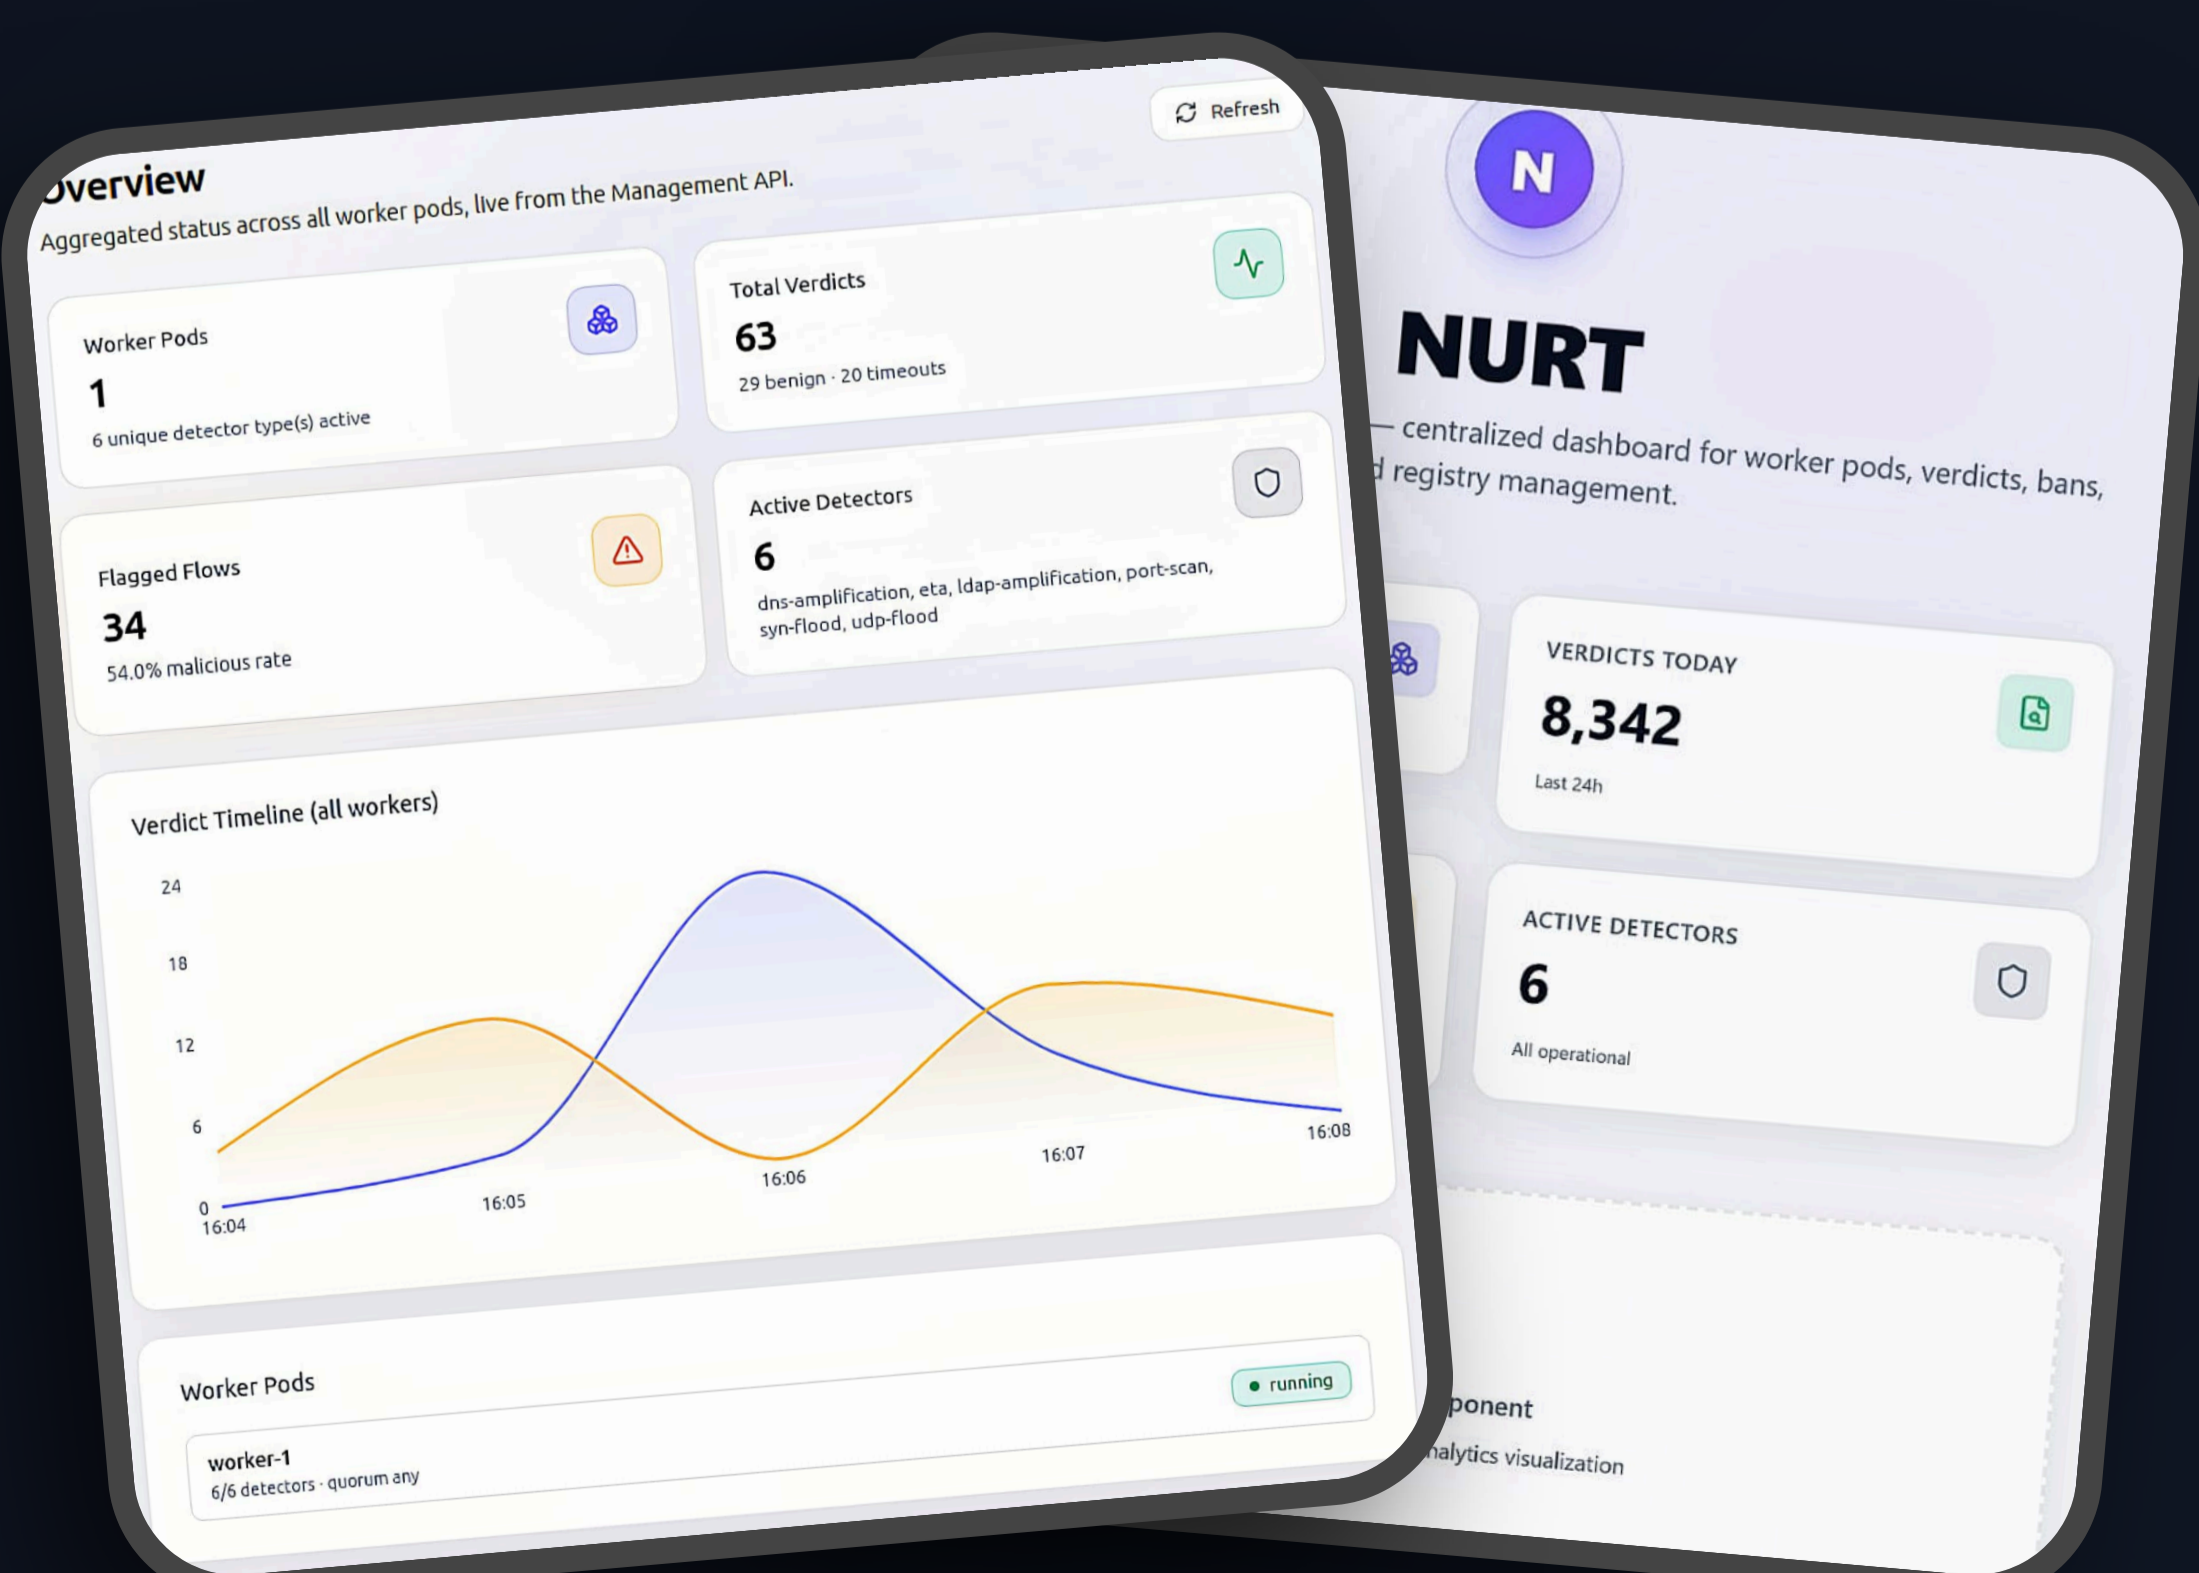 Overview
Refresh
Aggregated status across all worker pods, live from the Management API.
Worker Pods
1
6 unique detector type(s) active
Total Verdicts
63
29 benign · 20 timeouts
Flagged Flows
34
54.0% malicious rate
Active Detectors
6
dns-amplification, eta, ldap-amplification, port-scan,
syn-flood, udp-flood
Verdict Timeline (all workers)
24
18
12
6
0
16:04
16:05
16:06
16:07
16:08
Worker Pods
worker-1
6/6 detectors · quorum any
running
N
NURT
— centralized dashboard for worker pods, verdicts, bans,
registry management.
VERDICTS TODAY
8,342
Last 24h
ACTIVE DETECTORS
6
All operational
visualization